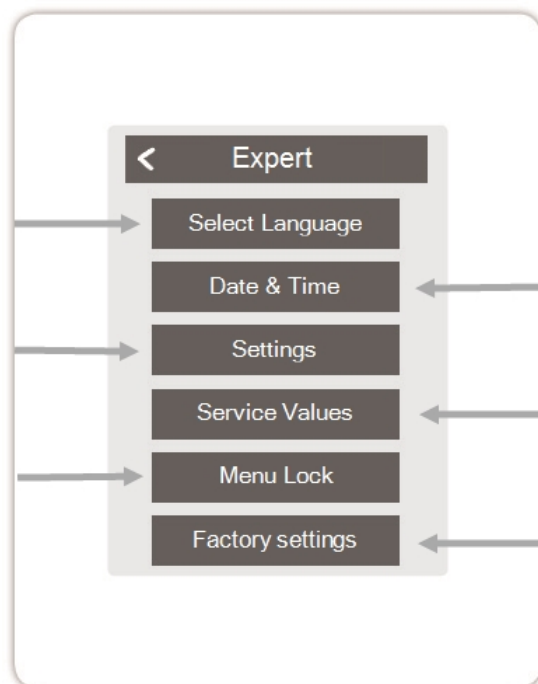 Expert
Select Language
Date & Time
Settings
Service Values
Menu Lock
Factory settings